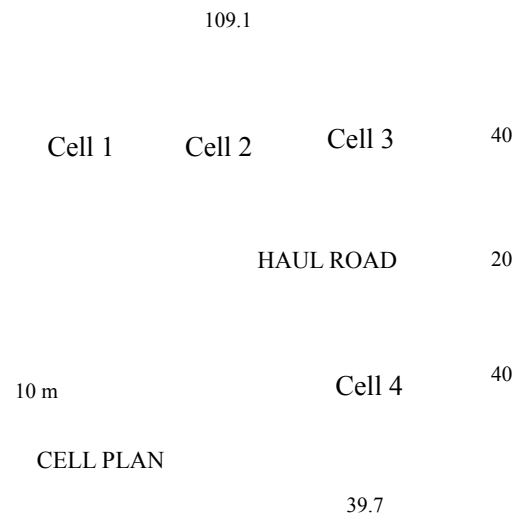 109.1
Cell 1 Cell 2 Cell 3 40
HAUL ROAD 20
10 m Cell 4 40
CELL PLAN
39.7